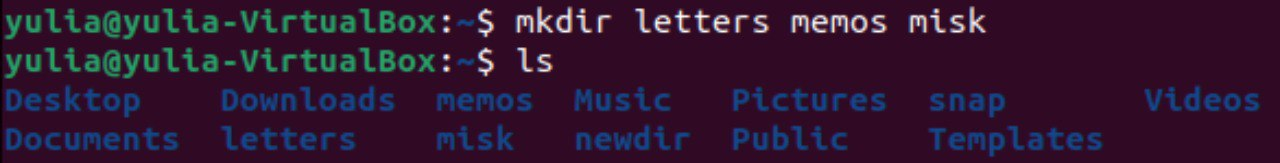 yulia@yulia-VirtualBox:~$ mkdir letters memos misk
yulia@yulia-VirtualBox:~$ ls
Desktop    Downloads  memos  Music   Pictures  snap       Videos
Documents  letters    misk   newdir  Public    Templates